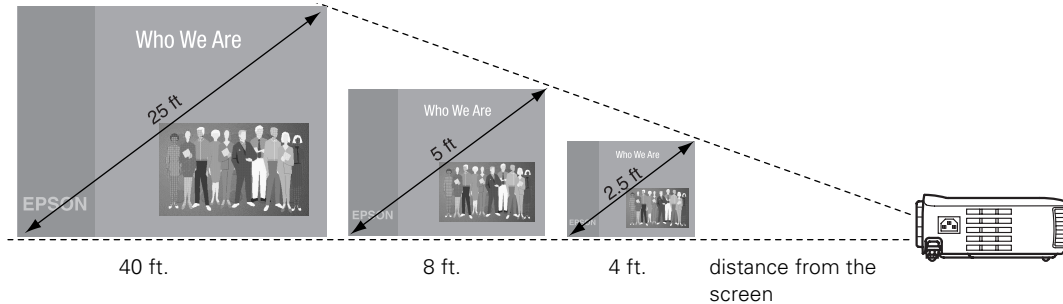 Who We Are
25 ft
EPSON
Who We Are
5 ft
EPSON
Who We Are
2.5 ft
EPSON
40 ft.
8 ft.
4 ft.
distance from the
screen